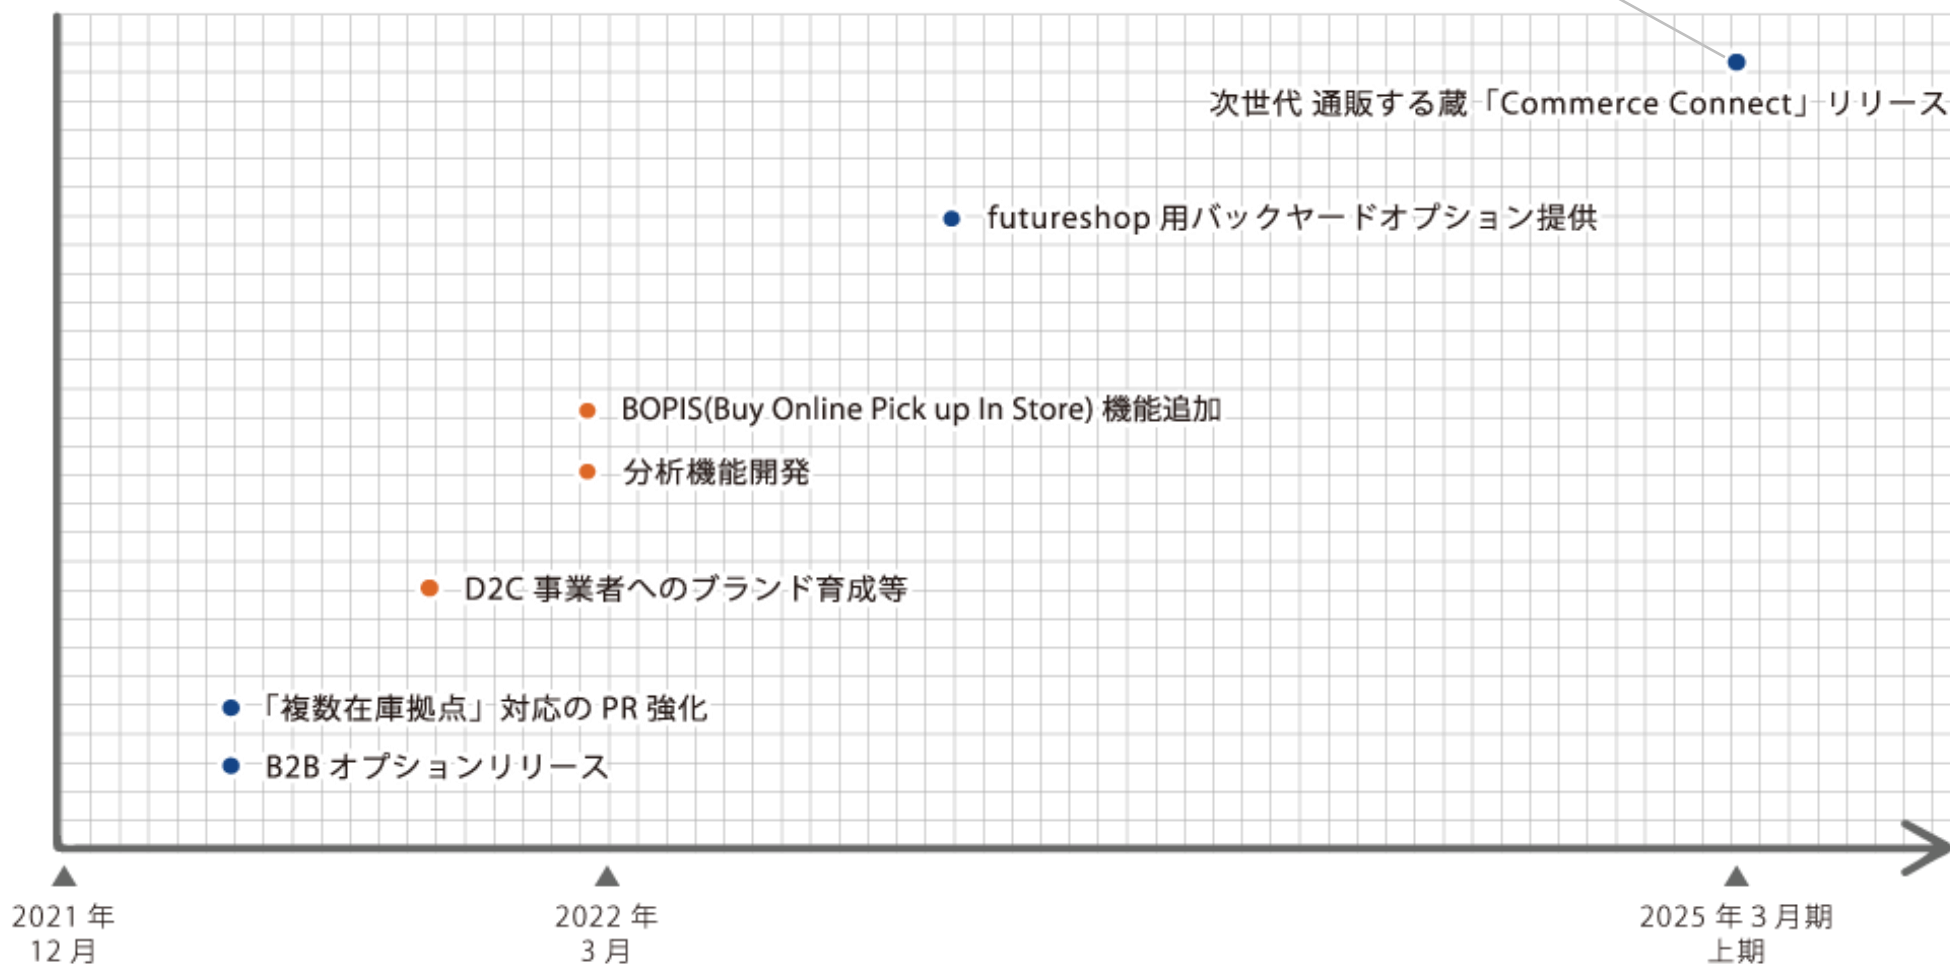 次世代 通販する蔵「Commerce Connect」リリース
futureshop 用バックヤードオプション提供
BOPIS(Buy Online Pick up In Store) 機能追加
分析機能開発
D2C 事業者へのブランド育成等
「複数在庫拠点」対応の PR 強化
B2B オプションリリース
2021 年
12 月
2022 年
3 月
2025 年 3 月期
上期